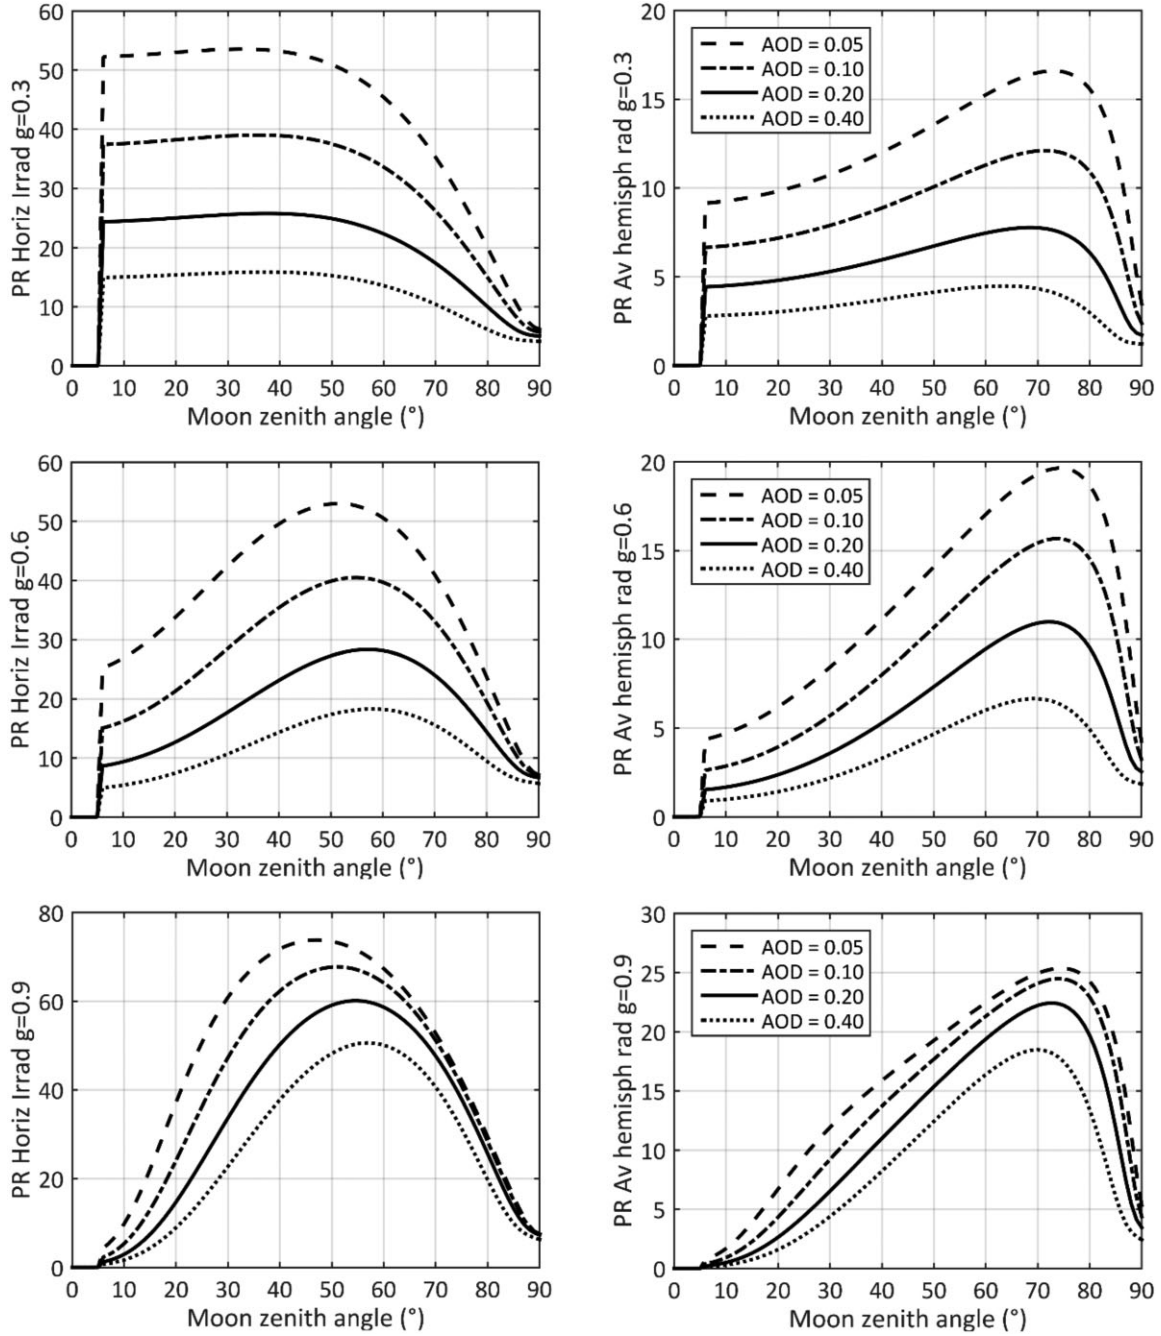 PR Horiz Irrad g=0.3
60
50
40
30
20
10
0
0 10 20 30 40 50 60 70 80 90
Moon zenith angle (°)
PR Av hemisph rad g=0.3
20
15
10
5
0
AOD = 0.05
AOD = 0.10
AOD = 0.20
AOD = 0.40
0 10 20 30 40 50 60 70 80 90
Moon zenith angle (°)
PR Horiz Irrad g=0.6
60
50
40
30
20
10
0
0 10 20 30 40 50 60 70 80 90
Moon zenith angle (°)
PR Av hemisph rad g=0.6
20
15
10
5
0
AOD = 0.05
AOD = 0.10
AOD = 0.20
AOD = 0.40
0 10 20 30 40 50 60 70 80 90
Moon zenith angle (°)
PR Horiz Irrad g=0.9
80
60
40
20
0
0 10 20 30 40 50 60 70 80 90
Moon zenith angle (°)
PR Av hemisph rad g=0.9
30
25
20
15
10
5
0
AOD = 0.05
AOD = 0.10
AOD = 0.20
AOD = 0.40
0 10 20 30 40 50 60 70 80 90
Moon zenith angle (°)